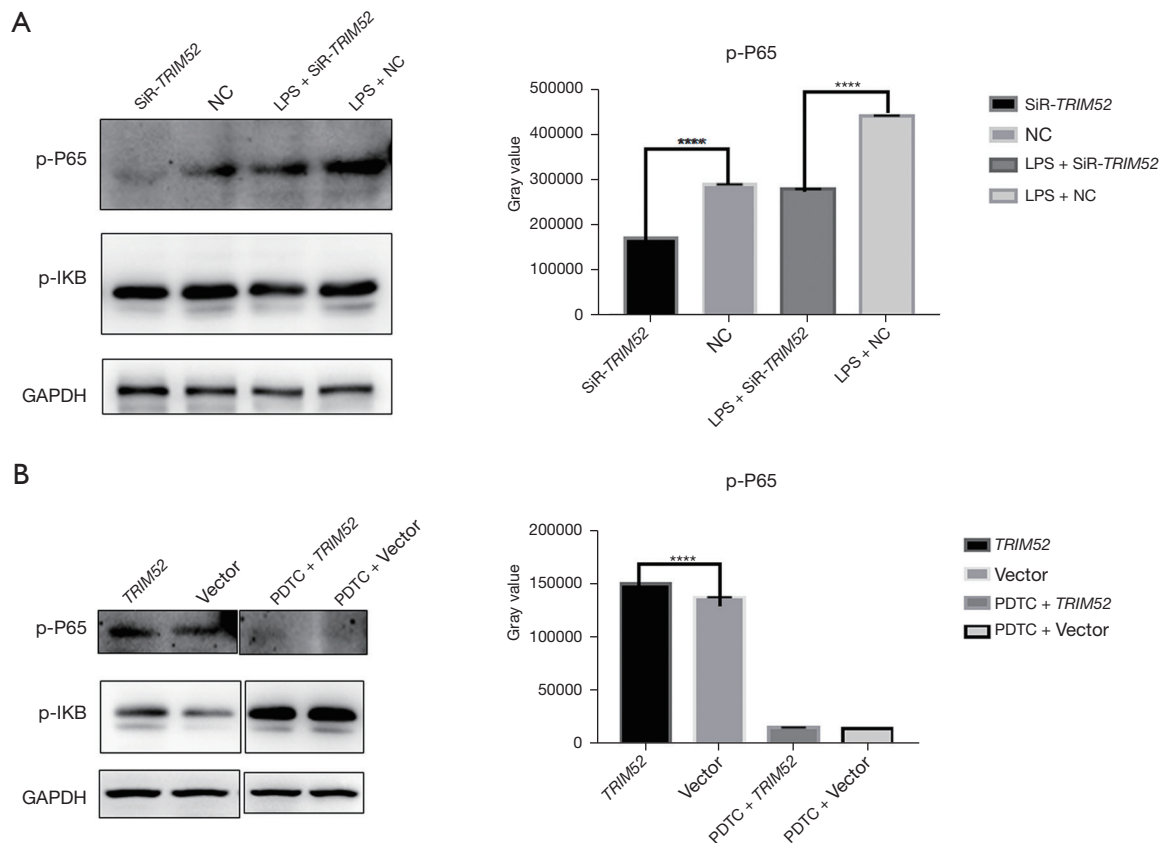 A
SiR-TRIM52
NC
LPS + SiR-TRIM52
LPS + NC
p-P65
p-IKB
GAPDH
p-P65
500000
400000
300000
200000
100000
0
Gray value
****
****
SiR-TRIM52
NC
LPS + SiR-TRIM52
LPS + NC
SiR-TRIM52
NC
LPS + SiR-TRIM52
LPS + NC
B
TRIM52
Vector
PDTC + TRIM52
PDTC + Vector
p-P65
p-IKB
GAPDH
p-P65
200000
150000
100000
50000
0
Gray value
****
TRIM52
Vector
PDTC + TRIM52
PDTC + Vector
TRIM52
Vector
PDTC + TRIM52
PDTC + Vector